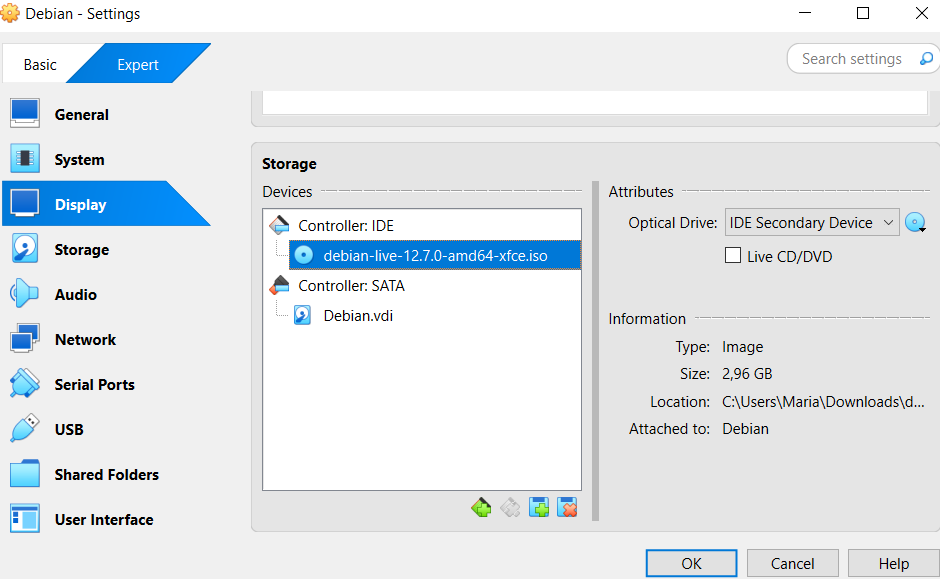 Debian - Settings
Basic
Expert
Search settings
General
System
Display
Storage
Audio
Network
Serial Ports
USB
Shared Folders
User Interface
Storage
Devices
Controller: IDE
debian-live-12.7.0-amd64-xfce.iso
Controller: SATA
Debian.vdi
Attributes
Optical Drive: IDE Secondary Device
Live CD/DVD
Information
Type: Image
Size: 2,96 GB
Location: C:\Users\Maria\Downloads\d...
Attached to: Debian
OK
Cancel
Help